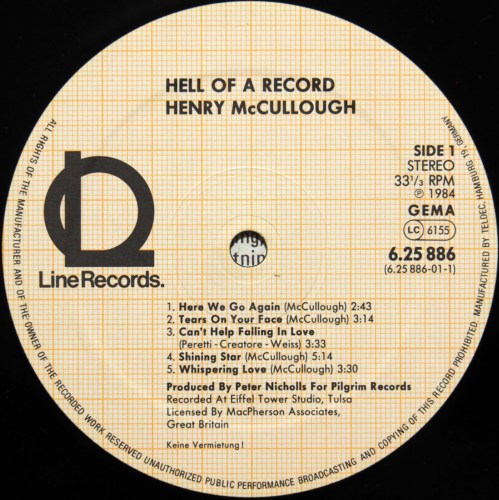 HELL OF A RECORD
HENRY McCULLOUGH
SIDE 1
STEREO
33 1/3 RPM
℗ 1984
GEMA
LC 6155
6.25 886
(6.25 886-01-1)
Line Records.
1. Here We Go Again (McCullough) 2:43
2. Tears On Your Face (McCullough) 3:14
3. Can't Help Falling In Love
(Peretti - Creatore - Weiss) 3:33
4. Shining Star (McCullough) 5:14
5. Whispering Love (McCullough) 3:30
Produced By Peter Nicholls For Pilgrim Records
Recorded At Eiffel Tower Studio, Tulsa
Licensed By MacPherson Associates,
Great Britain
Keine Vermietung!
ALL RIGHTS OF THE MANUFACTURER AND OF THE OWNER OF THE RECORDED WORK RESERVED UNAUTHORIZED PUBLIC PERFORMANCE BROADCASTING AND COPYING OF THIS RECORD PROHIBITED. MANUFACTURED BY TELDEC, HAMBURG 19, GERMANY